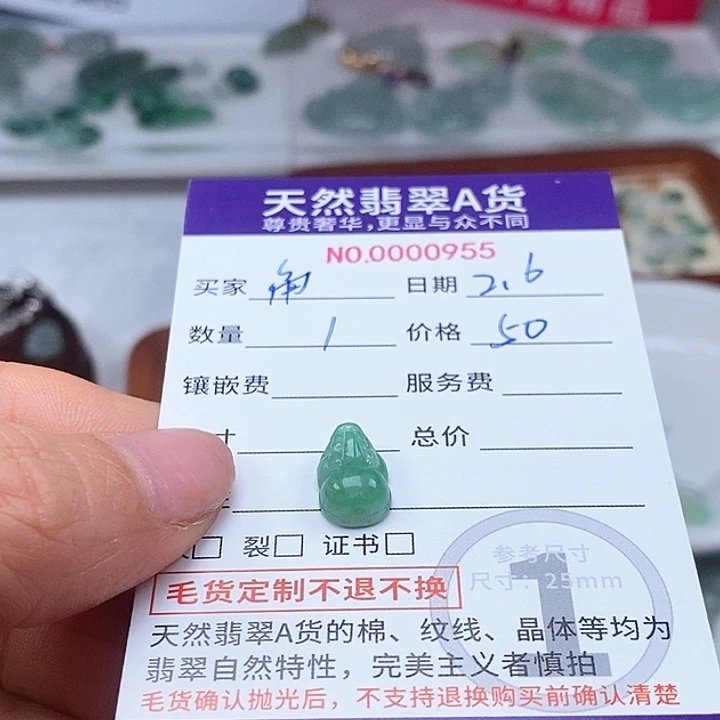 天然翡翠A货
尊贵奢华,更显与众不同
NO.0000955
买家 日期 2.6
数量 1 价格 50
镶嵌费 服务费
寸 总价
裂□ 证书□
参考尺寸
尺寸：25mm
1
毛货定制不退不换
天然翡翠A货的棉、纹线、晶体等均为
翡翠自然特性，完美主义者慎拍
毛货确认抛光后，不支持退换购买前确认清楚